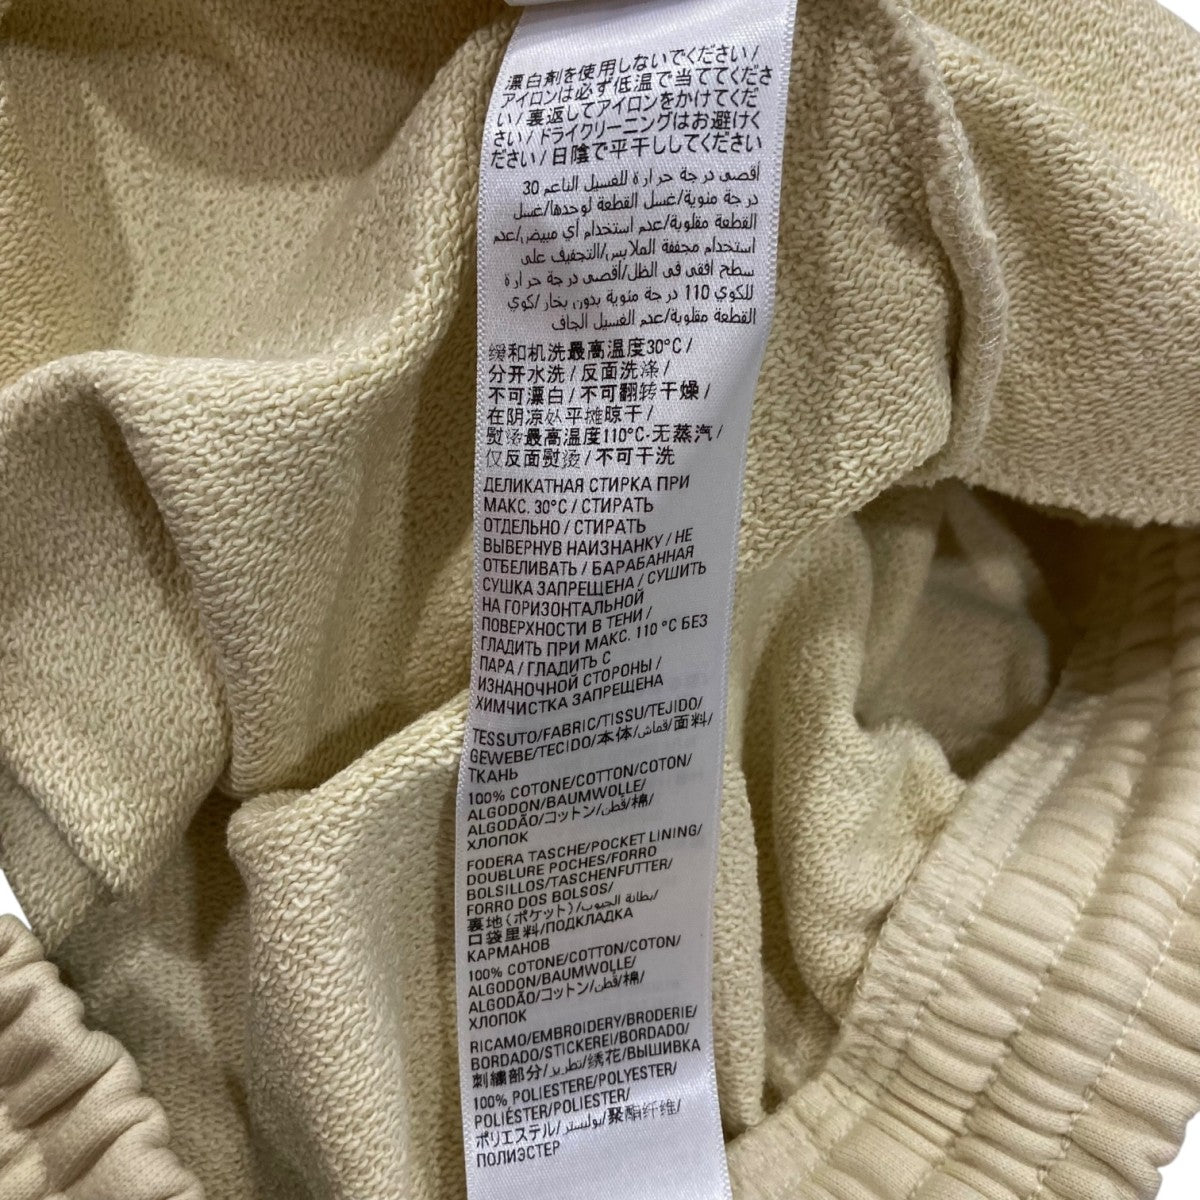 漂白剤を使用しないでください/
アイロンは必ず低温で当ててくださ
い/裏返してアイロンをかけてくだ
さい/ドライクリーニングはお避けく
ださい/日陰で平干ししてください
أقصى درجة حرارة للغسيل الناعم 30
درجة مئوية/غسل القطعة لوحدها/غسل
القطعة مقلوبة/عدم استخدام أي مبيض/عدم
استخدام مجففة الملابس/التجفيف على
سطح افقي في الظل/أقصى درجة حرارة
للكوي 110 درجة مئوية بدون بخار/كوي
القطعة مقلوبة/عدم الغسيل الجاف
缓和机洗最高温度30°C/
分开水洗/反面洗涤/
不可漂白/不可翻转干燥/
在阴凉处平摊晾干/
熨烫最高温度110°C-无蒸汽/
仅反面熨烫/不可干洗
ДЕЛИКАТНАЯ СТИРКА ПРИ
МАКС. 30°C / СТИРАТЬ
ОТДЕЛЬНО / СТИРАТЬ
ВЫВЕРНУВ НАИЗНАНКУ / НЕ
ОТБЕЛИВАТЬ / БАРАБАННАЯ
СУШКА ЗАПРЕЩЕНА / СУШИТЬ
НА ГОРИЗОНТАЛЬНОЙ
ПОВЕРХНОСТИ В ТЕНИ /
ГЛАДИТЬ ПРИ МАКС. 110 °C БЕЗ
ПАРА / ГЛАДИТЬ С
ИЗНАНОЧНОЙ СТОРОНЫ /
ХИМЧИСТКА ЗАПРЕЩЕНА
TESSUTO/FABRIC/TISSU/TEJIDO/
GEWEBE/TECIDO/本体/قماش/面料/
ТКАНЬ
100% COTONE/COTTON/COTON/
ALGODON/BAUMWOLLE/
ALGODÃO/コットン/قطن/棉/
ХЛОПОК
FODERA TASCHE/POCKET LINING/
DOUBLURE POCHES/FORRO
BOLSILLOS/TASCHENFUTTER/
FORRO DOS BOLSOS/
裏地(ポケット)/بطانة الجيوب/
口袋里料/ПОДКЛАДКА
КАРМАНОВ
100% COTONE/COTTON/COTON/
ALGODON/BAUMWOLLE/
ALGODÃO/コットン/قطن/棉/
ХЛОПОК
RICAMO/EMBROIDERY/BRODERIE/
BORDADO/STICKEREI/BORDADO/
刺繍部分/تطريز/绣花/ВЫШИВКА
100% POLIESTERE/POLYESTER/
POLIÉSTER/POLIESTER/
ポリエステル/بوليستر/聚酯纤维/
ПОЛИЭСТЕР